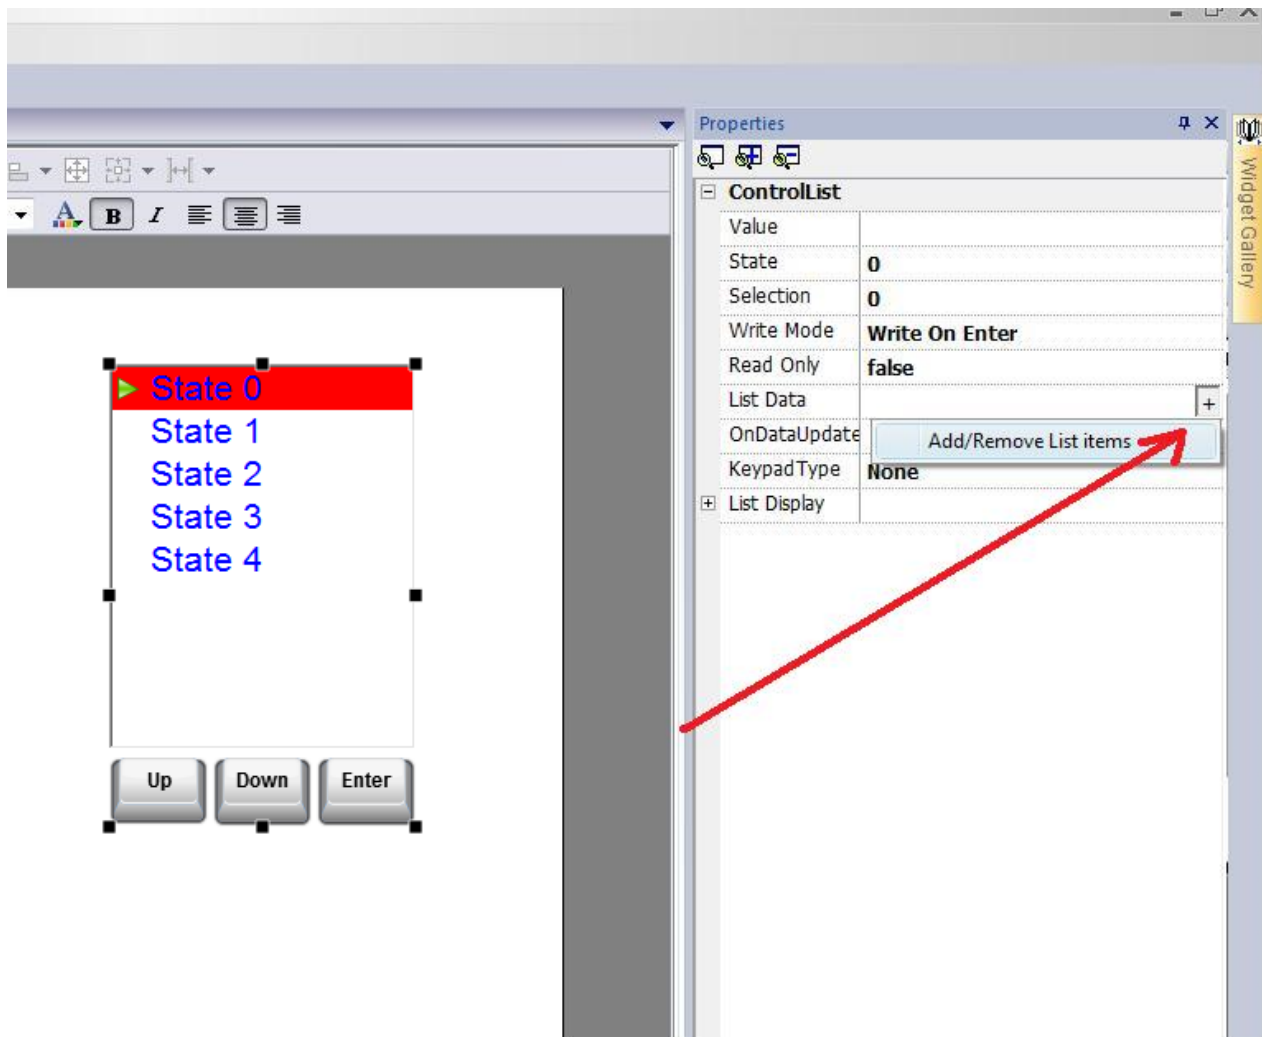 Properties
Widget Gallery
B I
ControlList
Value
State 0
Selection 0
Write Mode Write On Enter
Read Only false
List Data +
OnDataUpdate
Add/Remove List items
KeypadType None
List Display
State 0
State 1
State 2
State 3
State 4
Up Down Enter